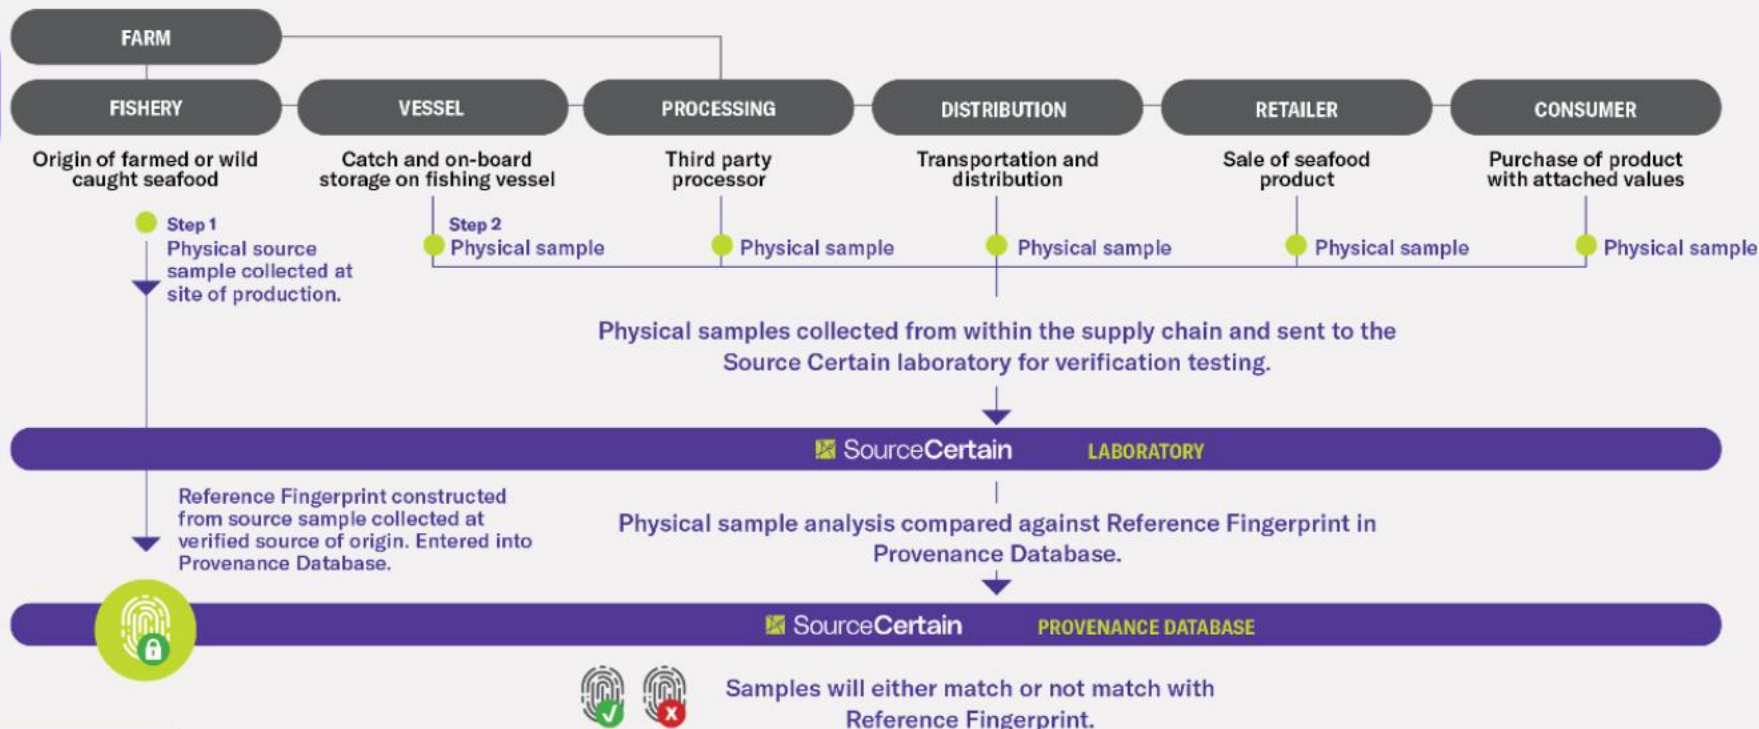 FARM
FISHERY
VESSEL
PROCESSING
DISTRIBUTION
RETAILER
CONSUMER
Origin of farmed or wild
caught seafood
Catch and on-board
storage on fishing vessel
Third party
processor
Transportation and
distribution
Sale of seafood
product
Purchase of product
with attached values
Step 1
Physical source
sample collected at
site of production.
Step 2
Physical sample
Physical sample
Physical sample
Physical sample
Physical sample
Physical samples collected from within the supply chain and sent to the
Source Certain laboratory for verification testing.
SourceCertain LABORATORY
Reference Fingerprint constructed
from source sample collected at
verified source of origin. Entered into
Provenance Database.
Physical sample analysis compared against Reference Fingerprint in
Provenance Database.
SourceCertain PROVENANCE DATABASE
Samples will either match or not match with
Reference Fingerprint.